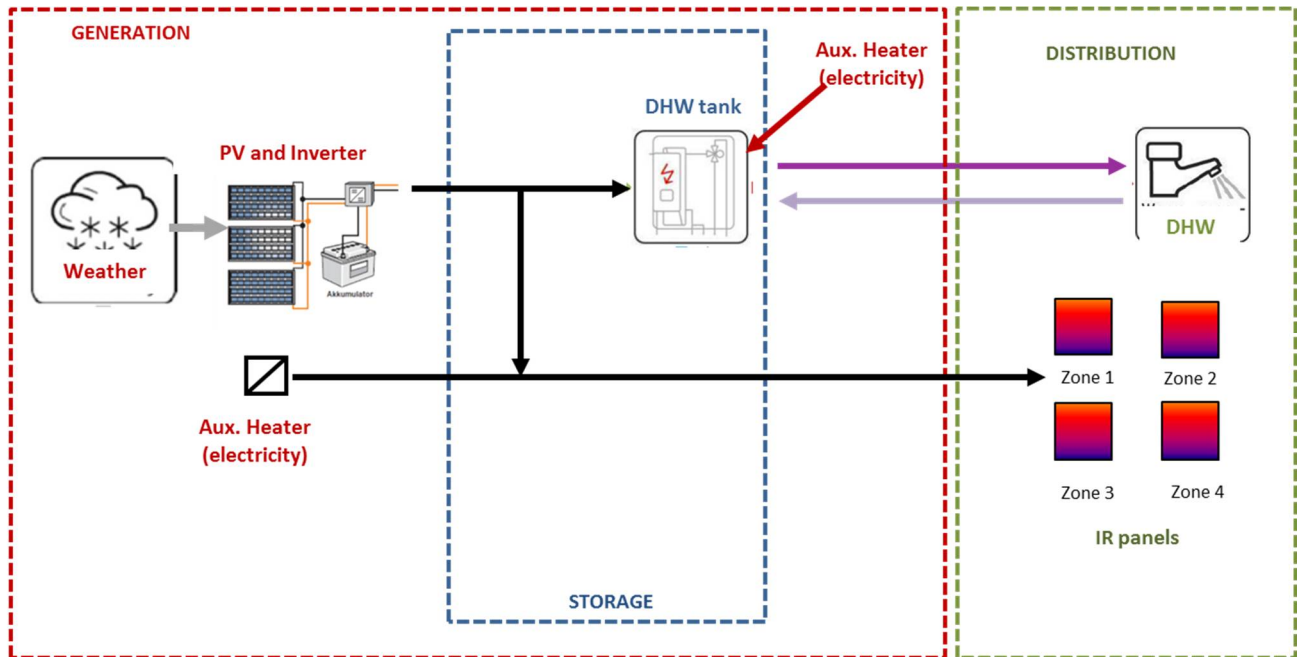 GENERATION
DISTRIBUTION
Aux. Heater
(electricity)
DHW tank
PV and Inverter
Weather
Akkumulator
DHW
Zone 1
Zone 2
Aux. Heater
(electricity)
Zone 3
Zone 4
IR panels
STORAGE